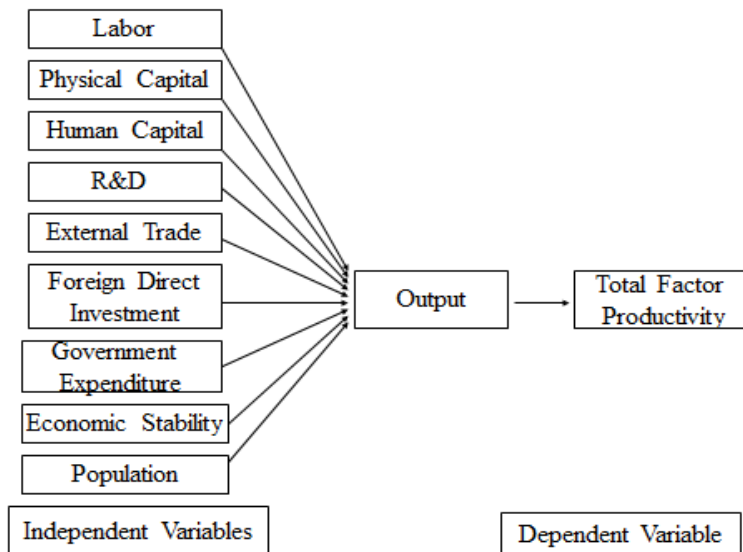 Labor
Physical Capital
Human Capital
R&D
External Trade
Foreign Direct
Investment
Government
Expenditure
Economic Stability
Population
Output
Total Factor
Productivity
Independent Variables
Dependent Variable